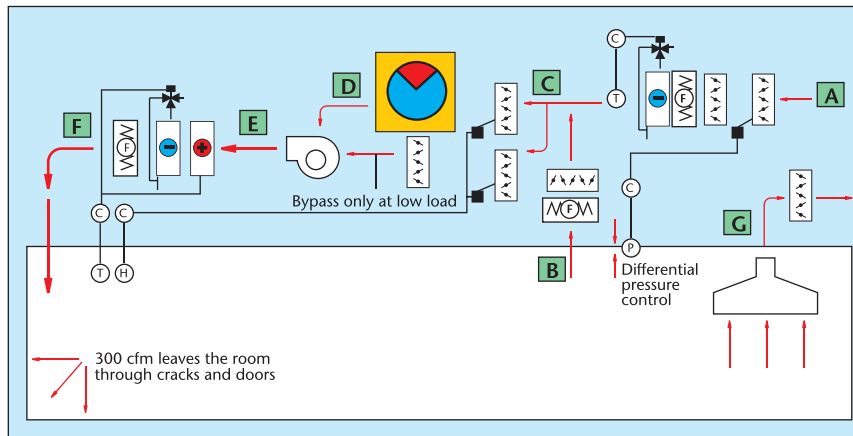 C
F
A
C
T
D
F
E
F
Bypass only at low load
C
F
G
C
C
T
H
B
P
Differential
pressure
control
300 cfm leaves the room
through cracks and doors